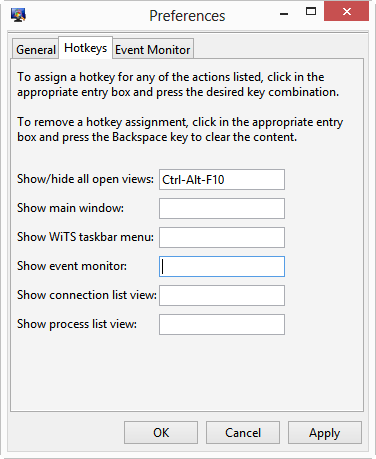 Preferences
General Hotkeys Event Monitor
To assign a hotkey for any of the actions listed, click in the
appropriate entry box and press the desired key combination.
To remove a hotkey assignment, click in the appropriate entry
box and press the Backspace key to clear the content.
Show/hide all open views: Ctrl-Alt-F10
Show main window:
Show WiTS taskbar menu:
Show event monitor:
Show connection list view:
Show process list view:
OK Cancel Apply